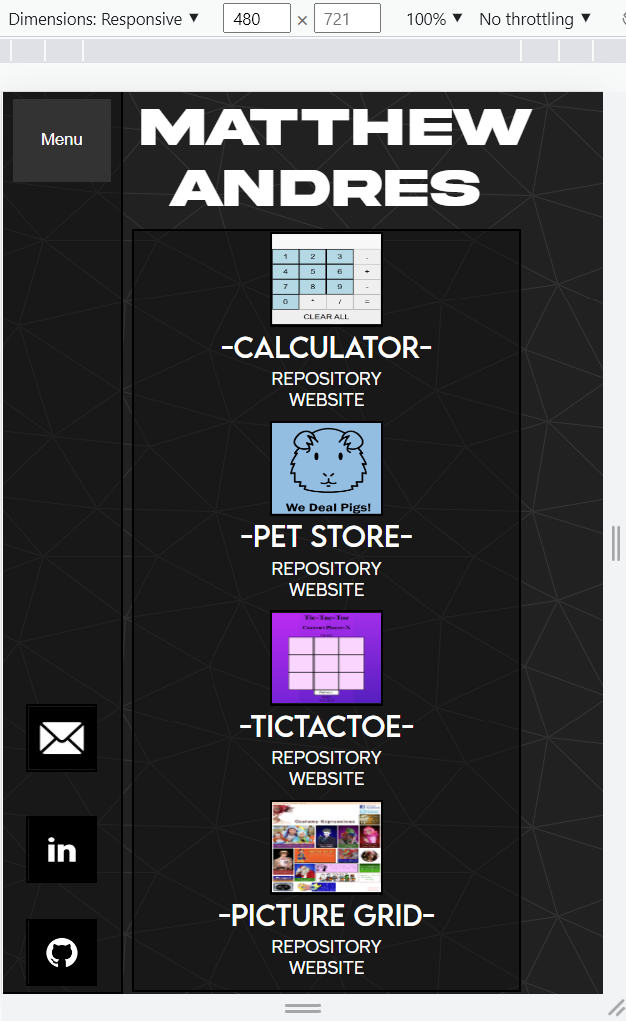 Dimensions: Responsive ▼ 480 × 721 100% ▼ No throttling ▼
Menu
MATTHEW
ANDRES
1 2 3 .
4 5 6 +
7 8 9 -
0 * / =
CLEAR ALL
-CALCULATOR-
REPOSITORY
WEBSITE
We Deal Pigs!
-PET STORE-
REPOSITORY
WEBSITE
Tic-Tac-Toe
Current Player: X
-TICTACTOE-
REPOSITORY
WEBSITE
in
-PICTURE GRID-
REPOSITORY
WEBSITE